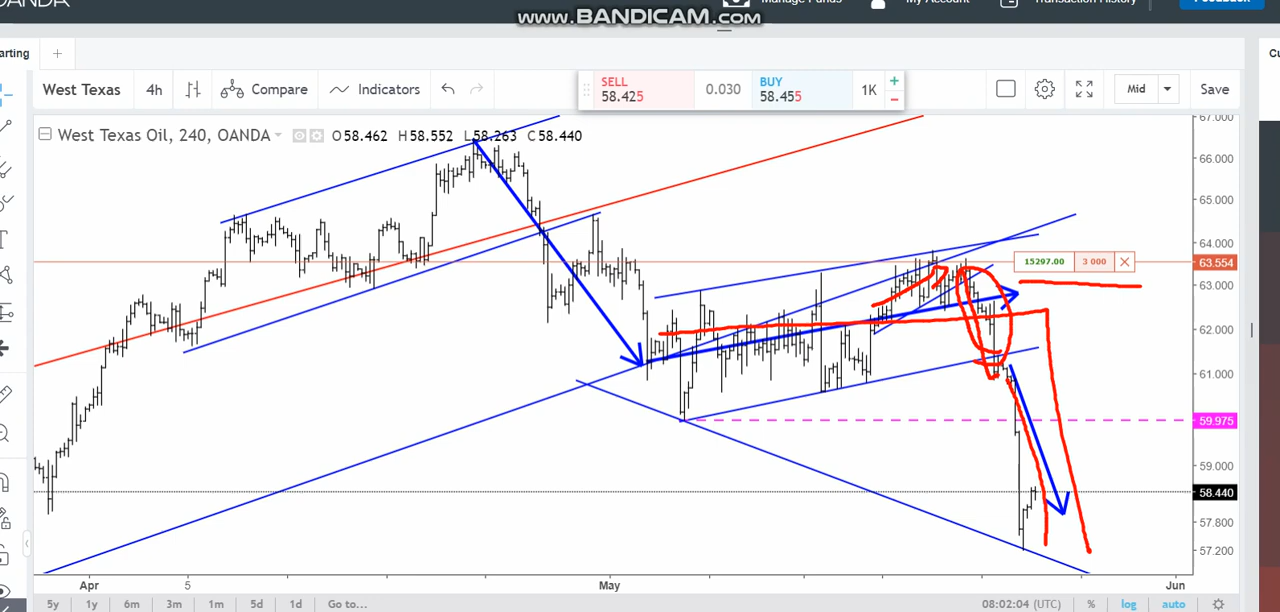 www.BANDICAM.com
OANDA
Manage Funds
My Account
Transaction History
Feedback
arting
+
West Texas
4h
Compare
Indicators
SELL
58.425
0.030
BUY
58.455
1K
+
−
Mid
Save
West Texas Oil, 240, OANDA
O58.462 H58.552 L58.263 C58.440
67.000
66.000
65.000
64.000
63.554
15297.00
3 000
63.000
62.000
61.000
59.975
59.000
58.440
57.800
57.200
Apr
5
May
Jun
5y
1y
6m
3m
1m
5d
1d
Go to...
08:02:04 (UTC)
%
log
auto